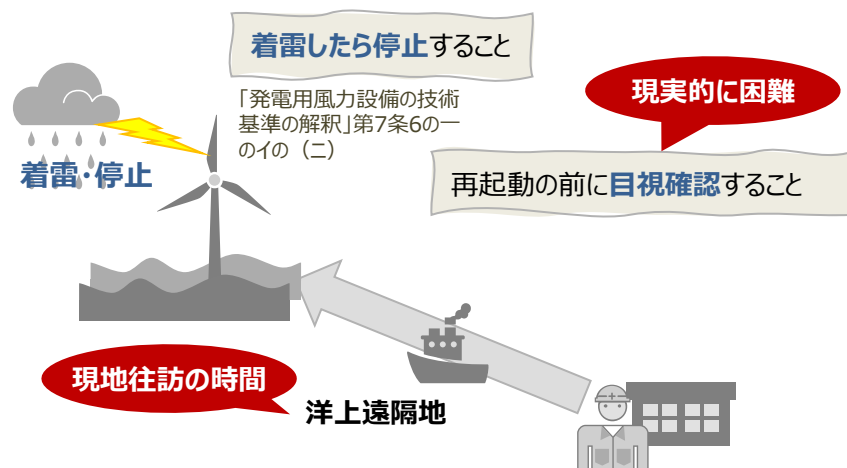 着雷したら停止すること
「発電用風力設備の技術
基準の解釈」第7条6の一
のイの（ニ）
現実的に困難
着雷・停止
再起動の前に目視確認すること
現地往訪の時間
洋上遠隔地